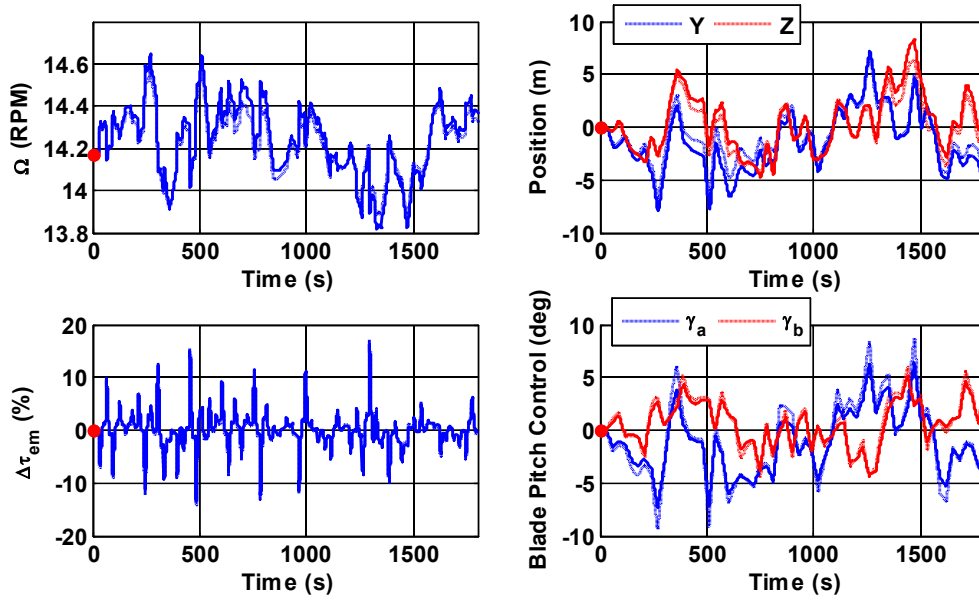 14.6
14.4
14.2
14
13.8
Ω (RPM)
0 500 1000 1500
Time (s)
Y Z
10
5
0
-5
-10
Position (m)
0 500 1000 1500
Time (s)
20
10
0
-10
-20
Δτem (%)
0 500 1000 1500
Time (s)
γa γb
10
5
0
-5
-10
Blade Pitch Control (deg)
0 500 1000 1500
Time (s)